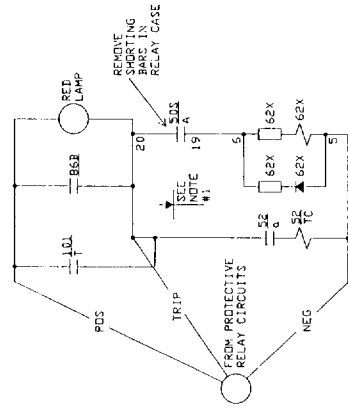 REMOVE
SHORTING
BARS IN
RELAY CASE
RED
LAMP
86B
101
T
20
50S
A
19
SEE
NOTE
#1
6
62X
62X
62X
62X
5
52
a
52
TC
POS
TRIP
NEG
FROM PROTECTIVE
RELAY CIRCUITS